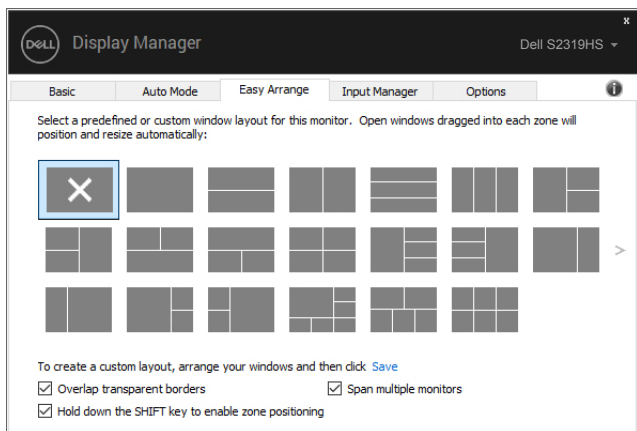 x
DELL Display Manager Dell S2319HS
Basic Auto Mode Easy Arrange Input Manager Options i
Select a predefined or custom window layout for this monitor. Open windows dragged into each zone will
position and resize automatically:
>
To create a custom layout, arrange your windows and then click Save
Overlap transparent borders Span multiple monitors
Hold down the SHIFT key to enable zone positioning